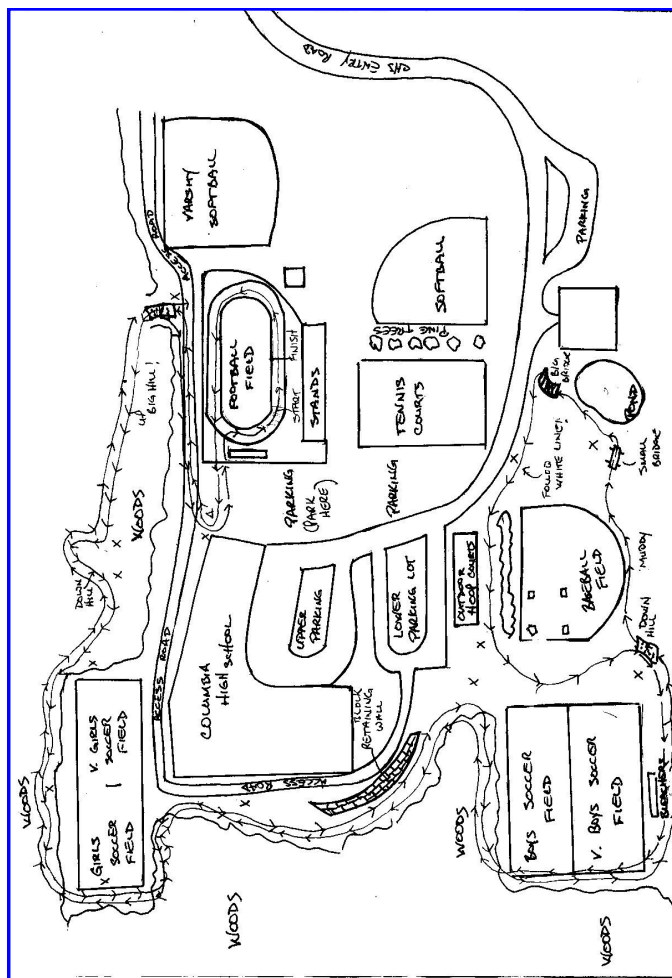 CHS ENTRY ROAD
VARSITY
SOFTBALL
ACCESS ROAD
PARKING
SOFTBALL
PINE TREES
FOOTBALL
FIELD
FINISH
START
STANDS
UP
BIG HILL!
TENNIS
COURTS
BIG
BRIDGE
POND
FOLLOW
WHITE LINE!
SMALL
BRIDGE
PARKING
(PARK
HERE)
PARKING
WOODS
DOWN
HILL
MUDDY
BASEBALL
FIELD
OUTDOOR
HOOP COURTS
LOWER
PARKING LOT
UPPER
PARKING
COLUMBIA
HIGH SCHOOL
ACCESS ROAD
DOWN
HILL
BLOCK
RETAINING
WALL
ACCESS ROAD
V. GIRLS
SOCCER
FIELD
GIRLS
SOCCER
FIELD
WOODS
BOYS SOCCER
FIELD
V. BOYS SOCCER
FIELD
BLEACHERS
WOODS
WOODS
WOODS